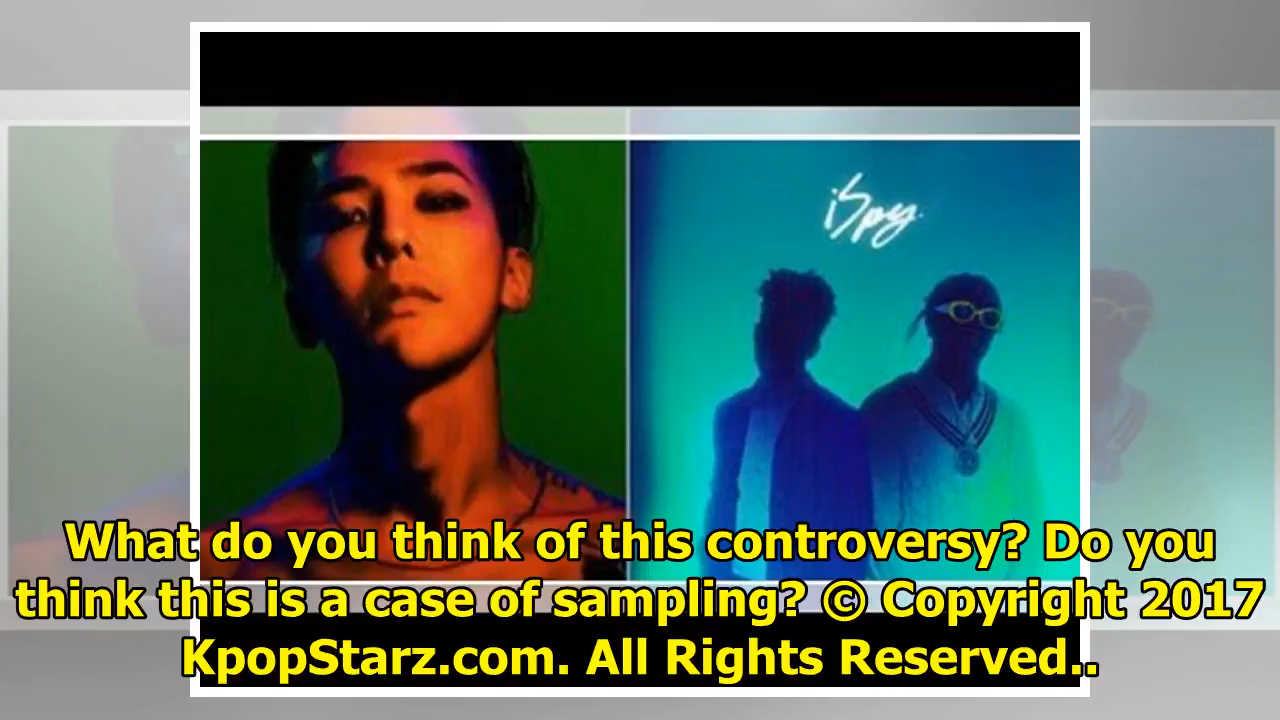 iSpy.
What do you think of this controversy? Do you
think this is a case of sampling? © Copyright 2017
KpopStarz.com. All Rights Reserved..